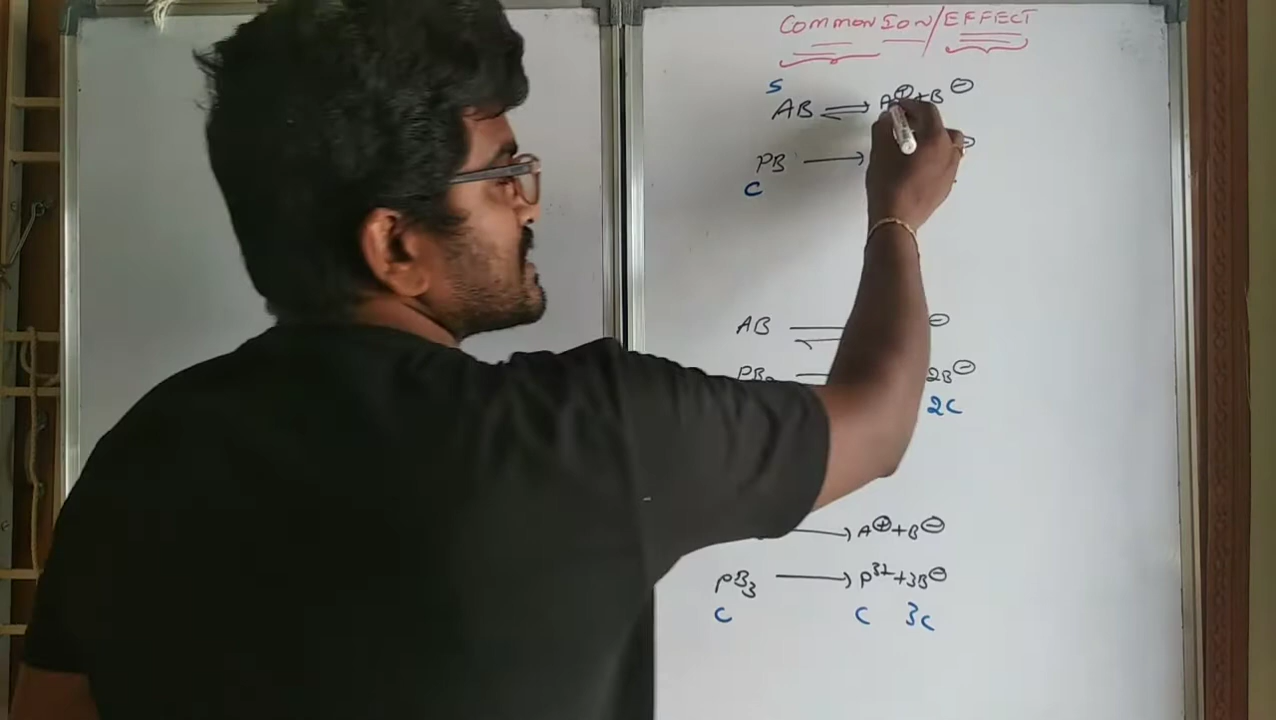 COMMON ION/EFFECT
S
AB ⇌ A⊕+B⊖
PB →
C
AB ⊖
PB₂ 2B⊖
2C
→ A⊕+B⊖
PB₃ → P³⁺+3B⊖
C C 3C